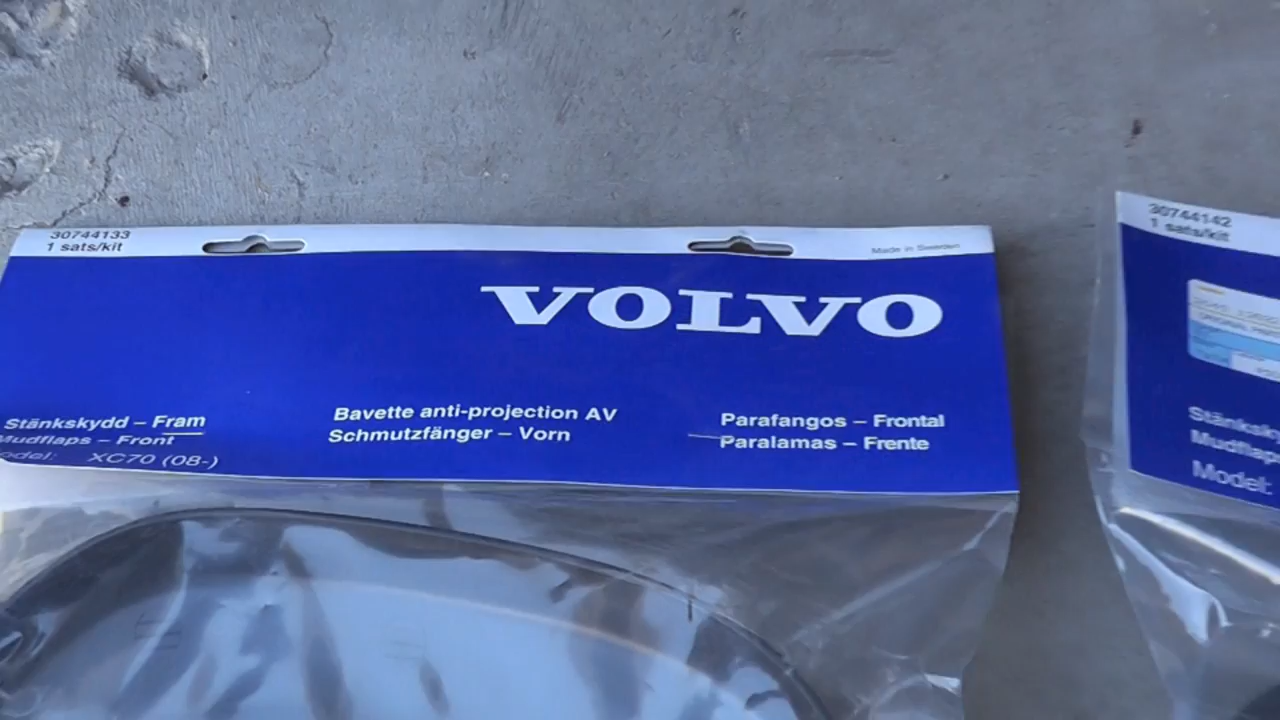 30744133
1 sats/kit
Made in Sweden
VOLVO
Stänkskydd – Fram
Mudflaps – Front
odel: XC70 (08-)
Bavette anti-projection AV
Schmutzfänger – Vorn
Parafangos – Frontal
Paralamas – Frente
30744142
1 sats/kit
Stänksky
Mudflaps
Model: